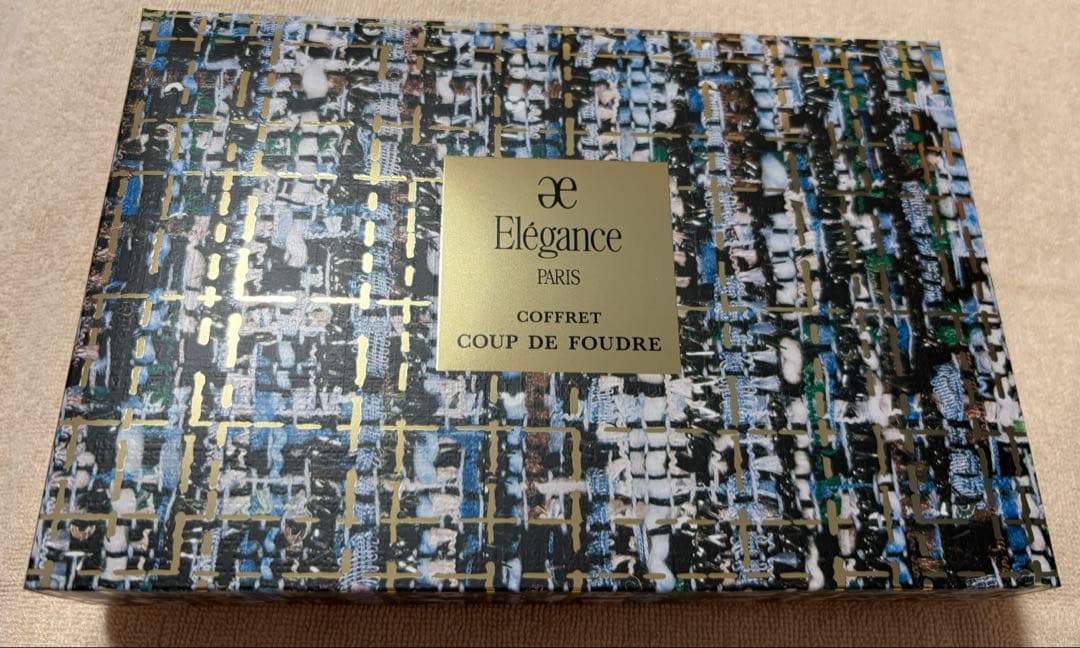 æ
Elégance
PARIS
COFFRET
COUP DE FOUDRE